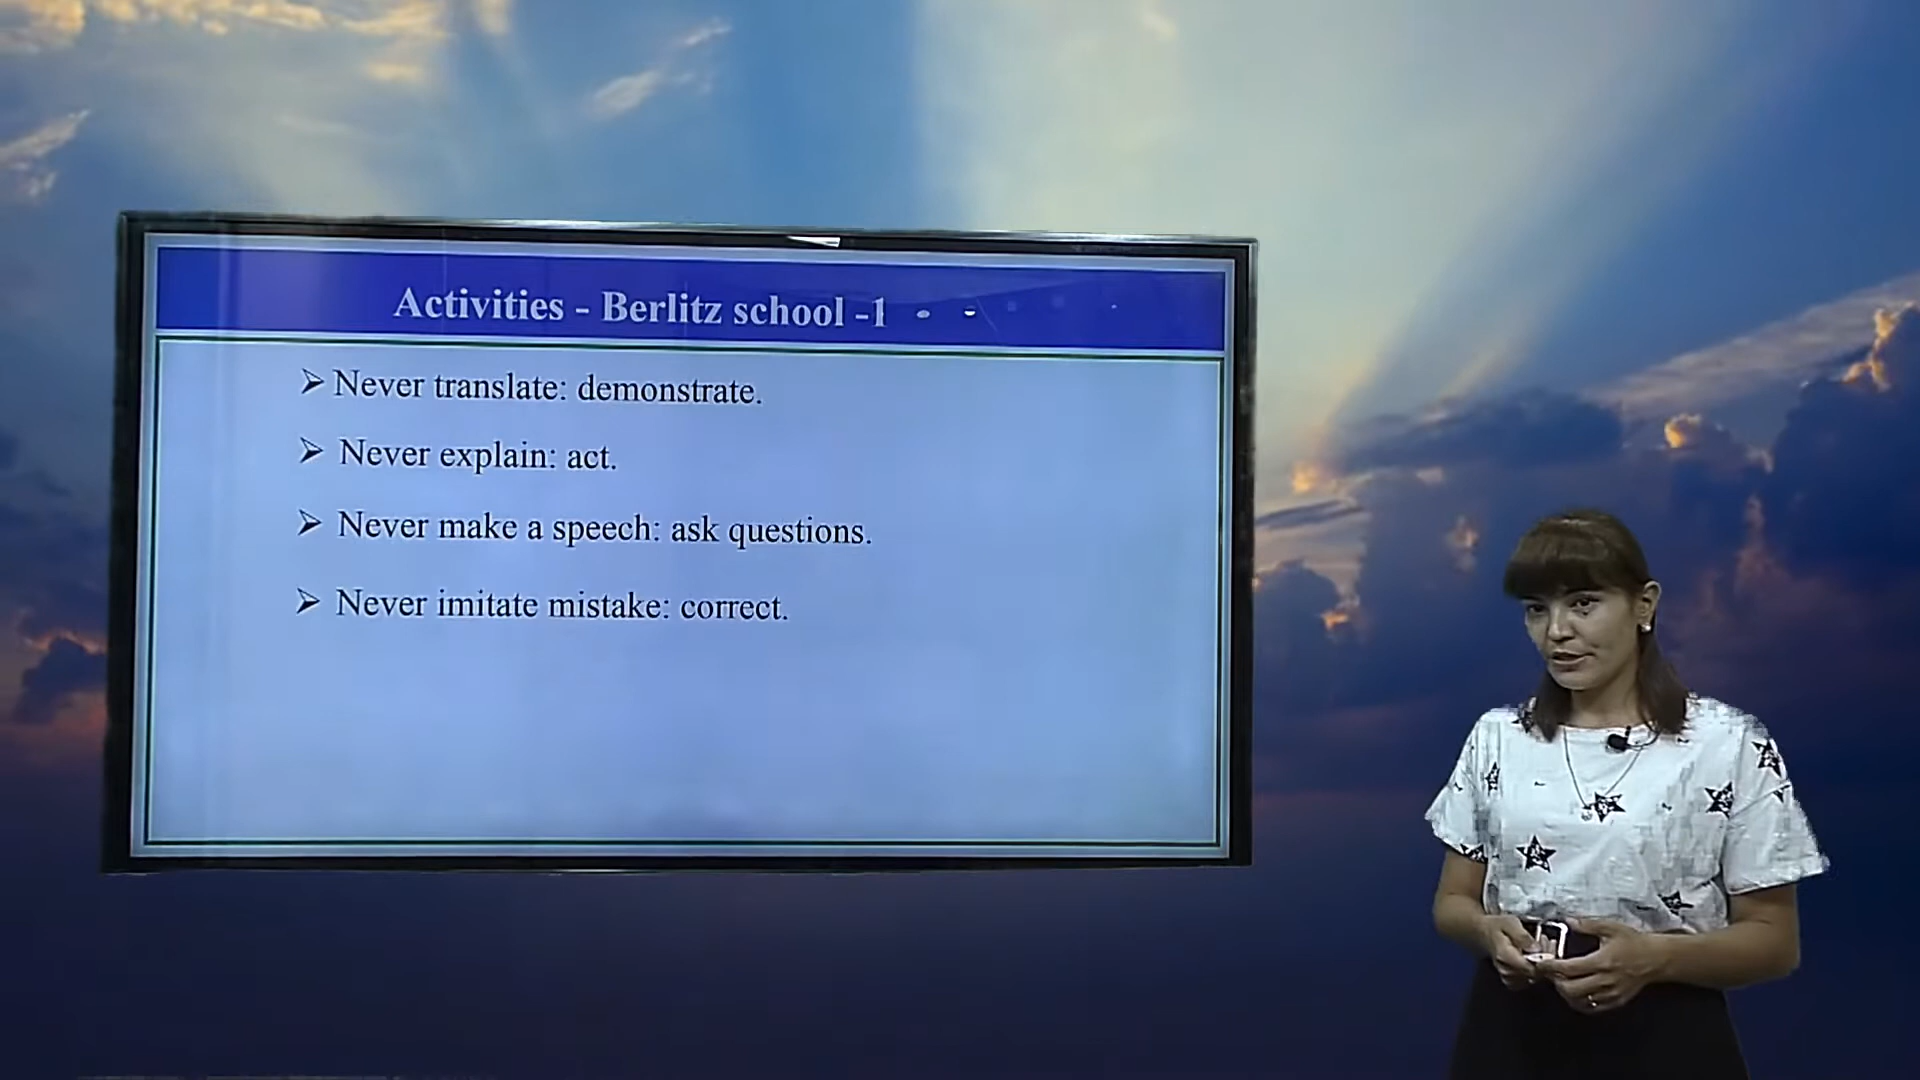 Activities - Berlitz school -1
➢ Never translate: demonstrate.
➢ Never explain: act.
➢ Never make a speech: ask questions.
➢ Never imitate mistake: correct.